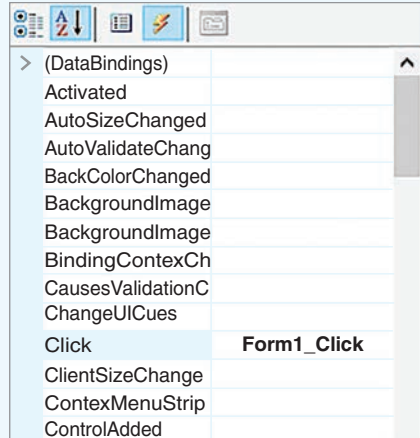 A
Z
> (DataBindings)
Activated
AutoSizeChanged
AutoValidateChang
BackColorChanged
BackgroundImage
BackgroundImage
BindingContexCh
CausesValidationC
ChangeUICues
Click Form1_Click
ClientSizeChange
ContexMenuStrip
ControlAdded